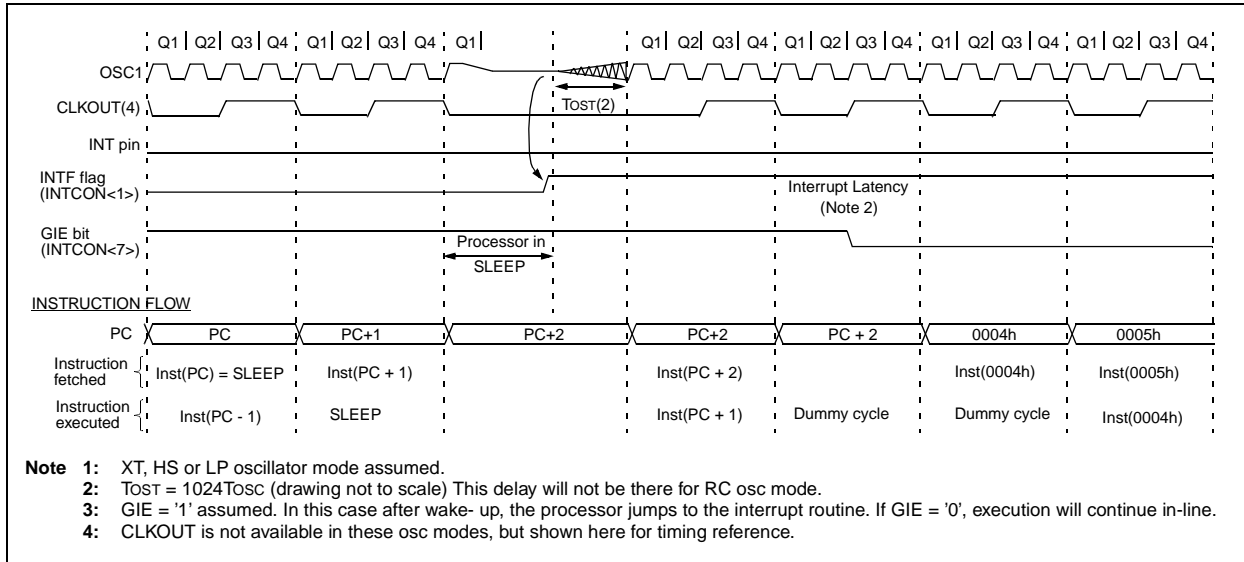 Q1 Q2 Q3 Q4 Q1 Q2 Q3 Q4 Q1 Q1 Q2 Q3 Q4 Q1 Q2 Q3 Q4 Q1 Q2 Q3 Q4 Q1 Q2 Q3 Q4
OSC1
CLKOUT(4)
TOST(2)
INT pin
INTF flag
(INTCON<1>)
Interrupt Latency
(Note 2)
GIE bit
(INTCON<7>)
Processor in
SLEEP
INSTRUCTION FLOW
PC PC PC+1 PC+2 PC+2 PC + 2 0004h 0005h
Instruction
fetched
Inst(PC) = SLEEP Inst(PC + 1) Inst(PC + 2) Inst(0004h) Inst(0005h)
Instruction
executed
Inst(PC - 1) SLEEP Inst(PC + 1) Dummy cycle Dummy cycle Inst(0004h)
Note 1: XT, HS or LP oscillator mode assumed.
2: TOST = 1024TOSC (drawing not to scale) This delay will not be there for RC osc mode.
3: GIE = '1' assumed. In this case after wake- up, the processor jumps to the interrupt routine. If GIE = '0', execution will continue in-line.
4: CLKOUT is not available in these osc modes, but shown here for timing reference.